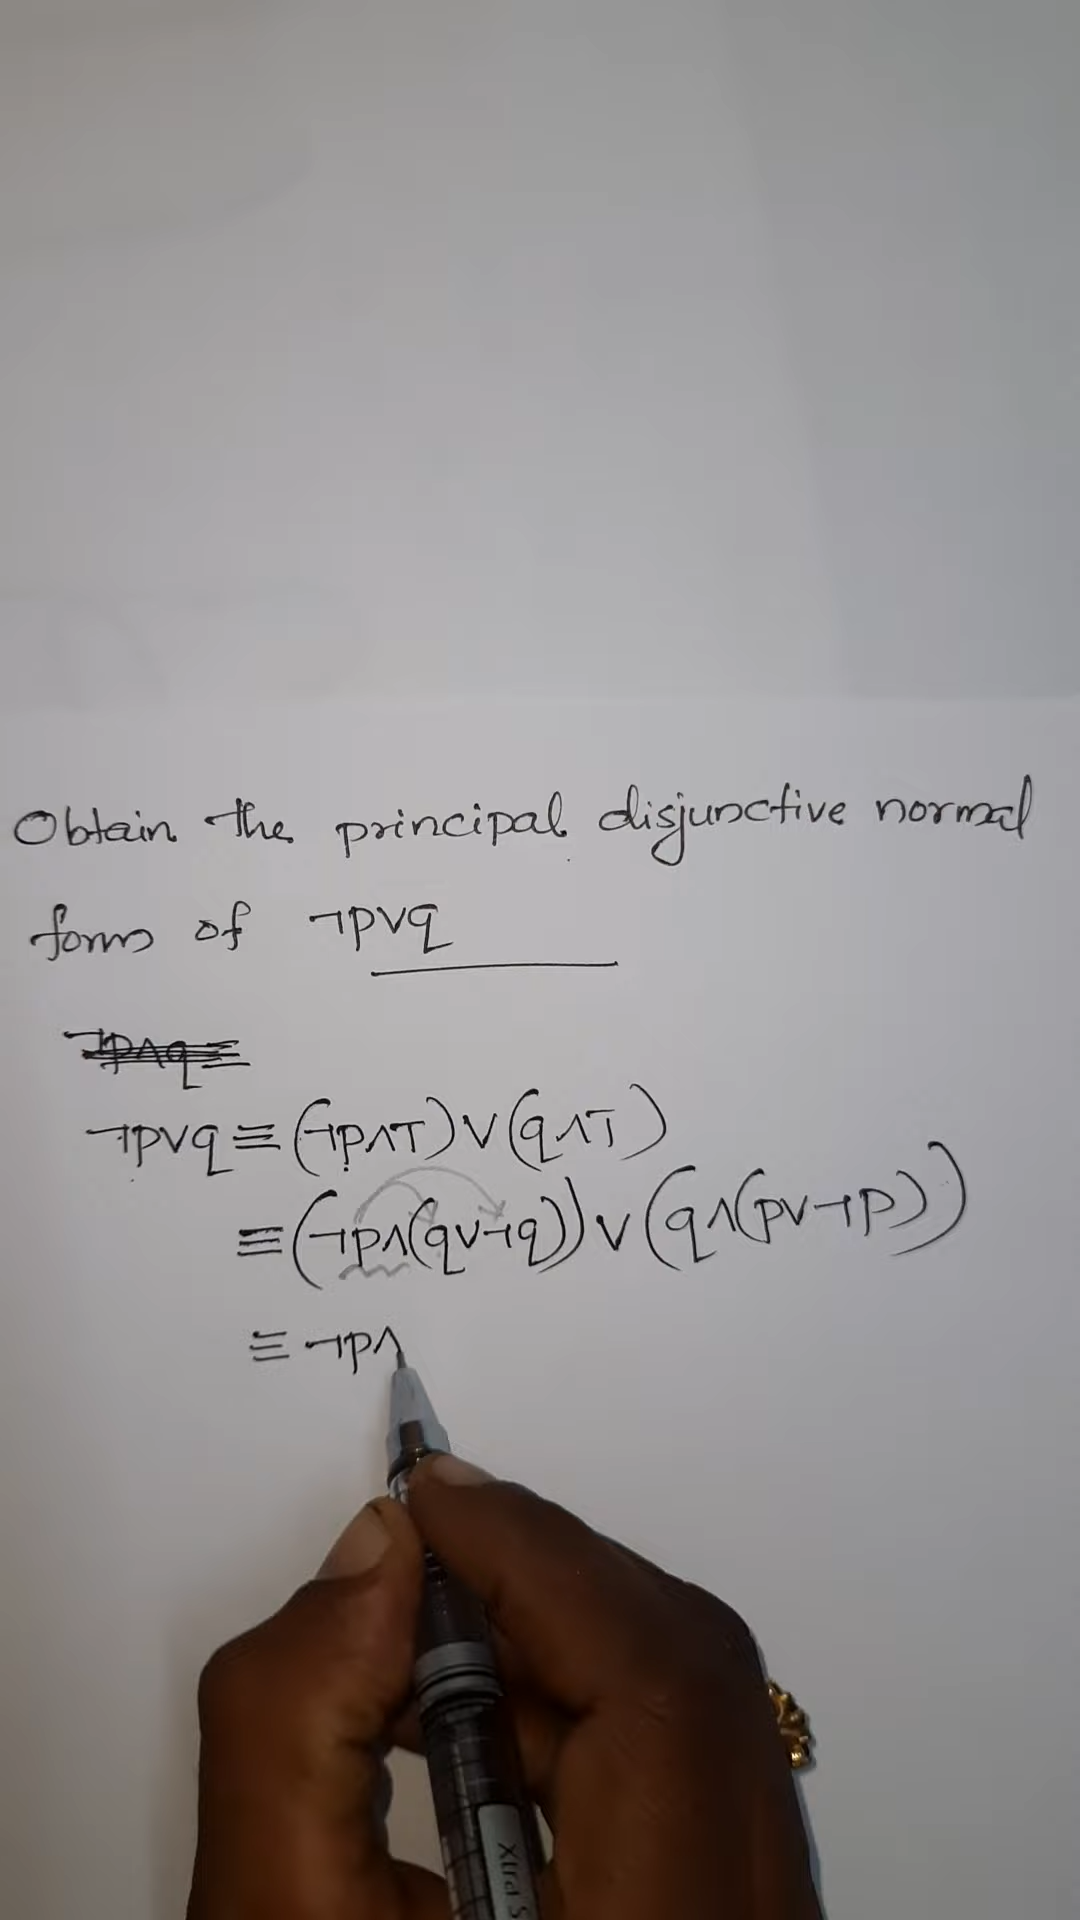 Obtain the principal disjunctive normal
form of ¬p∨q
¬p∧q≡
¬p∨q≡(¬p∧T)∨(q∧T)
≡(¬p∧(q∨¬q))∨(q∧(p∨¬p))
≡¬p∧